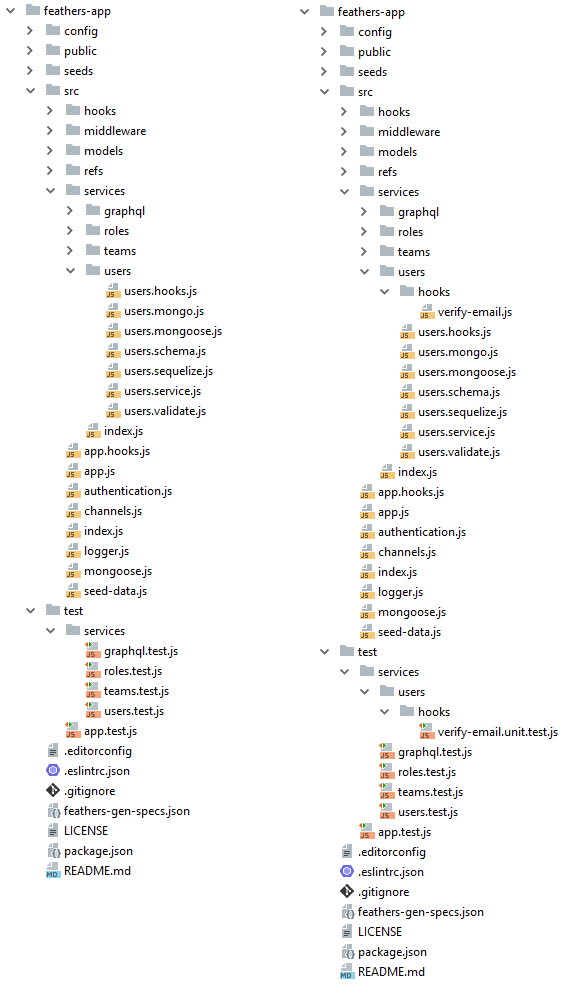 feathers-app
config
public
seeds
src
hooks
middleware
models
refs
services
graphql
roles
teams
users
users.hooks.js
users.mongo.js
users.mongoose.js
users.schema.js
users.sequelize.js
users.service.js
users.validate.js
index.js
app.hooks.js
app.js
authentication.js
channels.js
index.js
logger.js
mongoose.js
seed-data.js
test
services
graphql.test.js
roles.test.js
teams.test.js
users.test.js
app.test.js
.editorconfig
.eslintrc.json
.gitignore
feathers-gen-specs.json
LICENSE
package.json
README.md
feathers-app
config
public
seeds
src
hooks
middleware
models
refs
services
graphql
roles
teams
users
hooks
verify-email.js
users.hooks.js
users.mongo.js
users.mongoose.js
users.schema.js
users.sequelize.js
users.service.js
users.validate.js
index.js
app.hooks.js
app.js
authentication.js
channels.js
index.js
logger.js
mongoose.js
seed-data.js
test
services
users
hooks
verify-email.unit.test.js
graphql.test.js
roles.test.js
teams.test.js
users.test.js
app.test.js
.editorconfig
.eslintrc.json
.gitignore
feathers-gen-specs.json
LICENSE
package.json
README.md